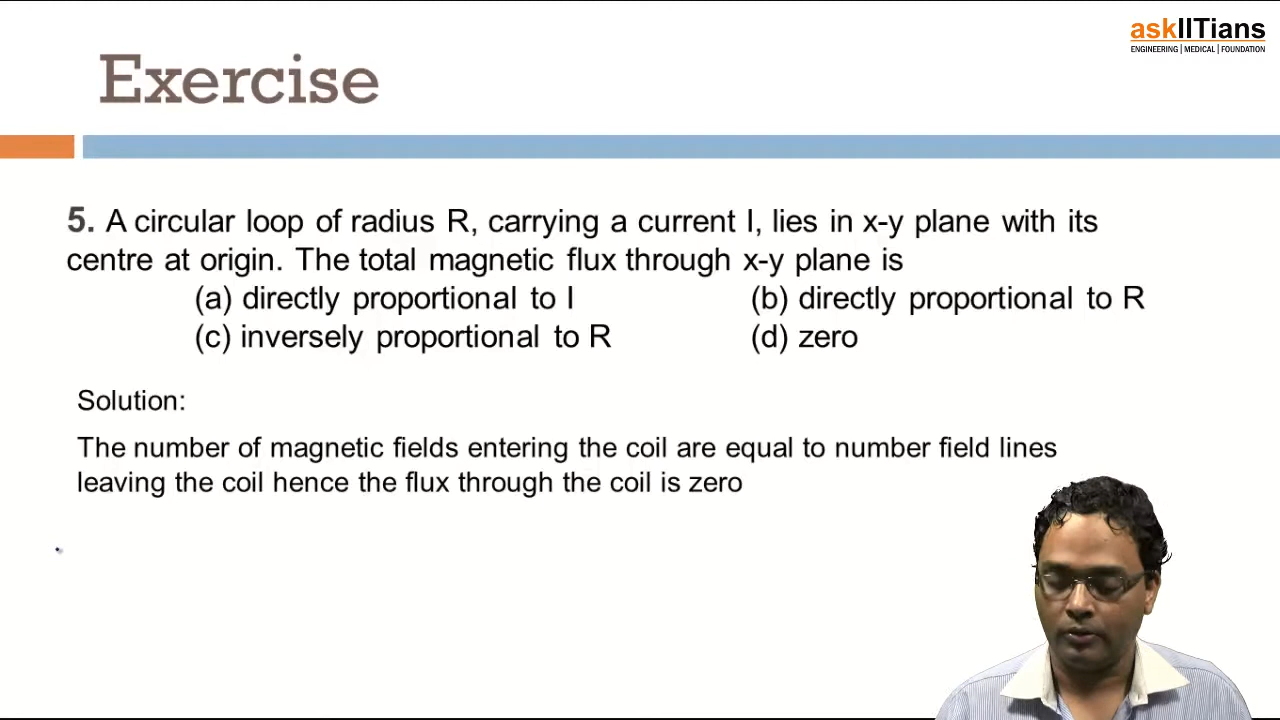 askIITians
ENGINEERING | MEDICAL | FOUNDATION
Exercise
5. A circular loop of radius R, carrying a current I, lies in x-y plane with its
centre at origin. The total magnetic flux through x-y plane is
(a) directly proportional to I (b) directly proportional to R
(c) inversely proportional to R (d) zero
Solution:
The number of magnetic fields entering the coil are equal to number field lines
leaving the coil hence the flux through the coil is zero